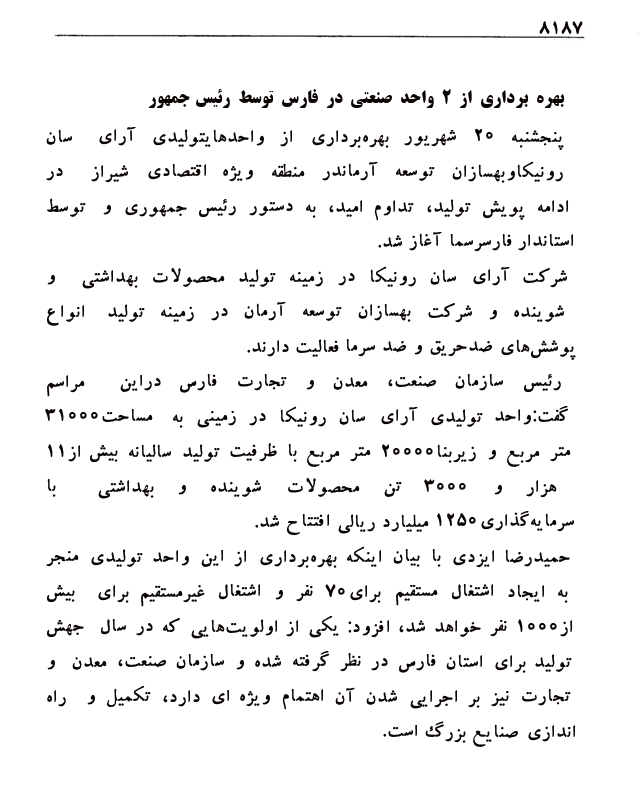 ۸۱۸۷
بهره برداری از ۲ واحد صنعتی در فارس توسط رئیس جمهور
پنجشنبه ۲۰ شهریور بهره‌برداری از واحدهایتولیدی آرای سان
رونیکاوبهسازان توسعه آرماندر منطقه ویژه اقتصادی شیراز در
ادامه پویش تولید، تداوم امید، به دستور رئیس جمهوری و توسط
استاندار فارسرسما آغاز شد.
شرکت آرای سان رونیکا در زمینه تولید محصولات بهداشتی و
شوینده و شرکت بهسازان توسعه آرمان در زمینه تولید انواع
پوشش‌های ضدحریق و ضد سرما فعالیت دارند.
رئیس سازمان صنعت، معدن و تجارت فارس دراین مراسم
گفت:واحد تولیدی آرای سان رونیکا در زمینی به مساحت۳۱۰۰۰
متر مربع و زیربنا۲۰۰۰۰ متر مربع با ظرفیت تولید سالیانه بیش از۱۱
هزار و ۳۰۰۰ تن محصولات شوینده و بهداشتی با
سرمایه‌گذاری۱۲۵۰ میلیارد ریالی افتتاح شد.
حمیدرضا ایزدی با بیان اینکه بهره‌برداری از این واحد تولیدی منجر
به ایجاد اشتغال مستقیم برای۷۰ نفر و اشتغال غیرمستقیم برای بیش
از۱۰۰۰ نفر خواهد شد، افزود: یکی از اولویت‌هایی که در سال جهش
تولید برای استان فارس در نظر گرفته شده و سازمان صنعت، معدن و
تجارت نیز بر اجرایی شدن آن اهتمام ویژه ای دارد، تکمیل و راه
اندازی صنایع بزرگ است.